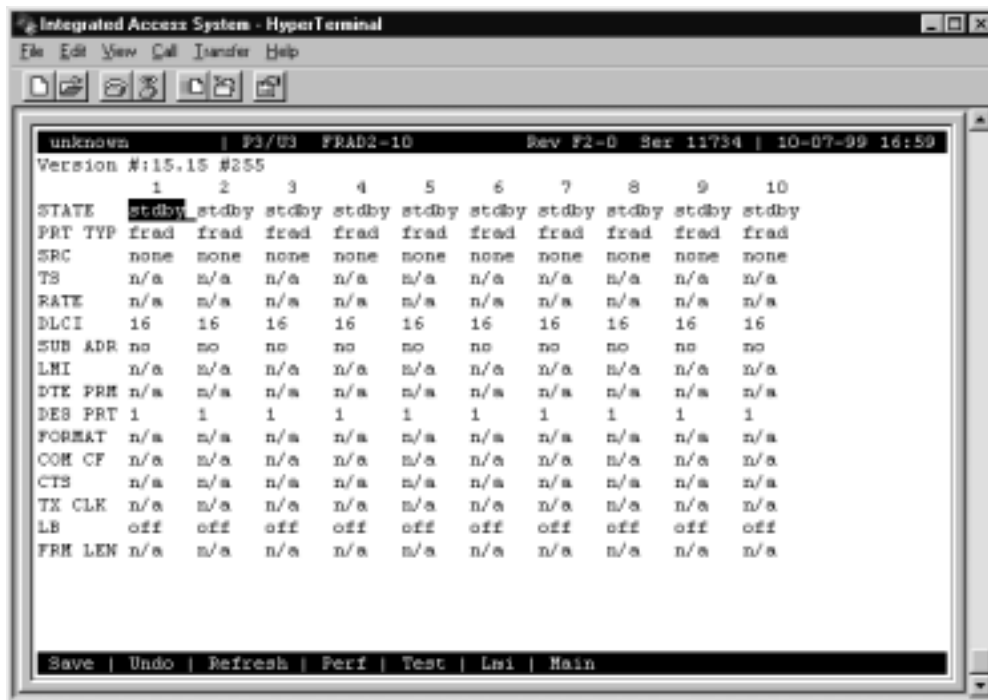 Integrated Access System - HyperTerminal
File Edit View Call Transfer Help
unknown | P3/U3 FRAD2-10 Rev F2-0 Ser 11734 | 10-07-99 16:59
Version #:15.15 #255
1 2 3 4 5 6 7 8 9 10
STATE stdby stdby stdby stdby stdby stdby stdby stdby stdby stdby
PRT TYP frad frad frad frad frad frad frad frad frad frad
SRC none none none none none none none none none none
TS n/a n/a n/a n/a n/a n/a n/a n/a n/a n/a
RATE n/a n/a n/a n/a n/a n/a n/a n/a n/a n/a
DLCI 16 16 16 16 16 16 16 16 16 16
SUB ADR no no no no no no no no no no
LMI n/a n/a n/a n/a n/a n/a n/a n/a n/a n/a
DTE PRM n/a n/a n/a n/a n/a n/a n/a n/a n/a n/a
DES PRT 1 1 1 1 1 1 1 1 1 1
FORMAT n/a n/a n/a n/a n/a n/a n/a n/a n/a n/a
COM CF n/a n/a n/a n/a n/a n/a n/a n/a n/a n/a
CTS n/a n/a n/a n/a n/a n/a n/a n/a n/a n/a
TX CLK n/a n/a n/a n/a n/a n/a n/a n/a n/a n/a
LB off off off off off off off off off off
FRM LEN n/a n/a n/a n/a n/a n/a n/a n/a n/a n/a
Save | Undo | Refresh | Perf | Test | Lmi | Main